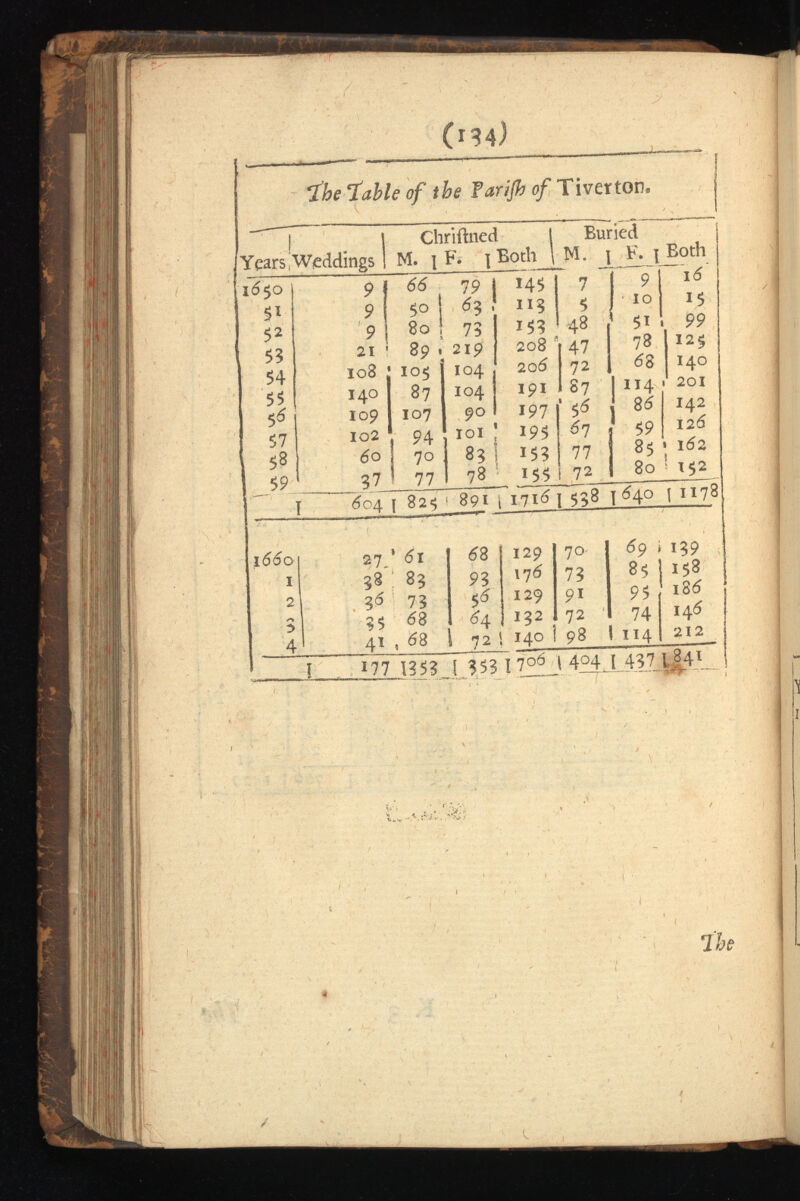 (134)
The Table of the Parish of Tiverton.
Chriſtned | Buried
Years | Weddings | M. | F. | Both | M. | F. | Both
1650 | 9 | 66 | 79 | 145 | 7 | 9 | 16
51 | 9 | 50 | 63 | 113 | 5 | 10 | 15
52 | 9 | 80 | 73 | 153 | 48 | 51 | 99
53 | 21 | 89 | 219 | 208 | 47 | 78 | 125
54 | 108 | 105 | 104 | 206 | 72 | 68 | 140
55 | 140 | 87 | 104 | 191 | 87 | 114 | 201
56 | 109 | 107 | 90 | 197 | 56 | 86 | 142
57 | 102 | 94 | 101 | 195 | 67 | 59 | 126
58 | 60 | 70 | 83 | 153 | 77 | 85 | 162
59 | 37 | 77 | 78 | 155 | 72 | 80 | 152
604 | 825 | 891 | 1716 | 538 | 640 | 1178
1660 | 27 | 61 | 68 | 129 | 70 | 69 | 139
1 | 38 | 83 | 93 | 176 | 73 | 85 | 158
2 | 36 | 73 | 56 | 129 | 91 | 95 | 186
3 | 35 | 68 | 64 | 132 | 72 | 74 | 146
4 | 41 | 68 | 72 | 140 | 98 | 114 | 212
177 | 353 | 353 | 706 | 404 | 437 | 841
The